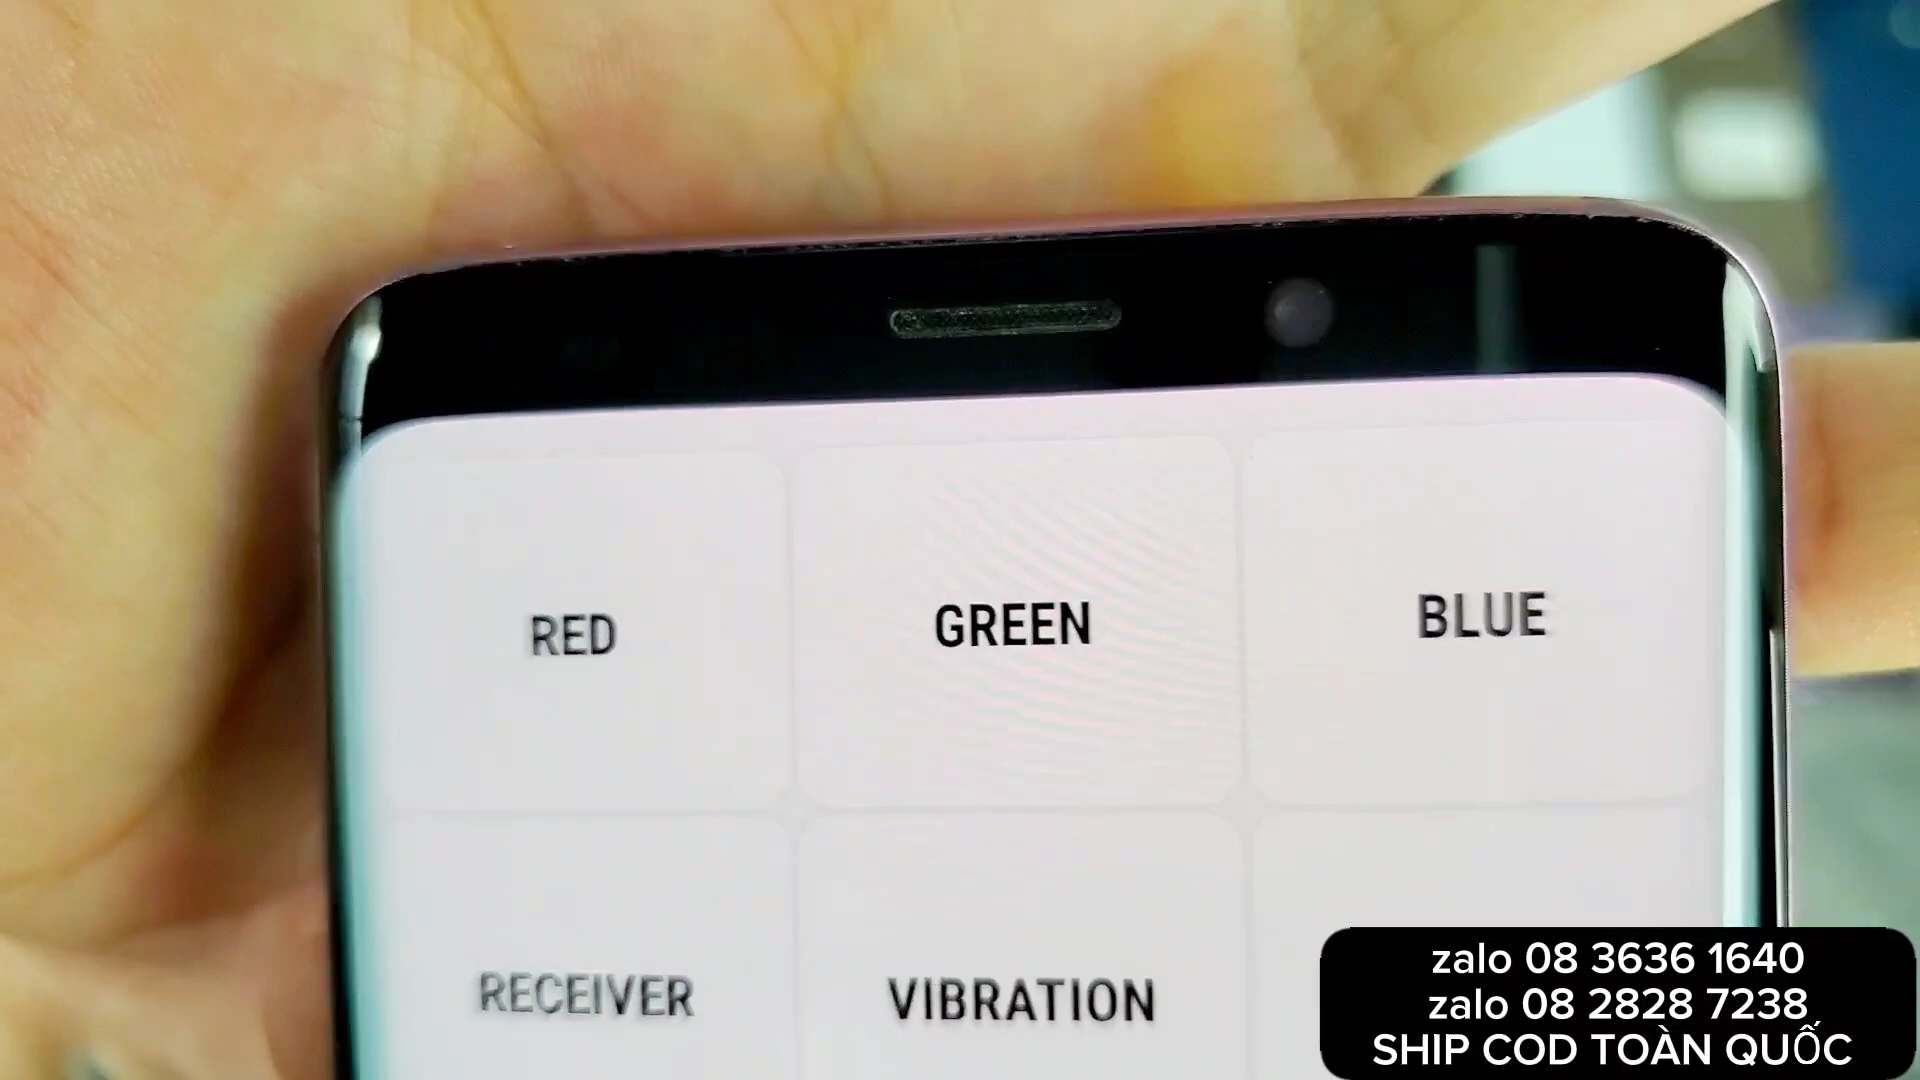 RED
GREEN
BLUE
RECEIVER
VIBRATION
zalo 08 3636 1640
zalo 08 2828 7238
SHIP COD TOÀN QUỐC